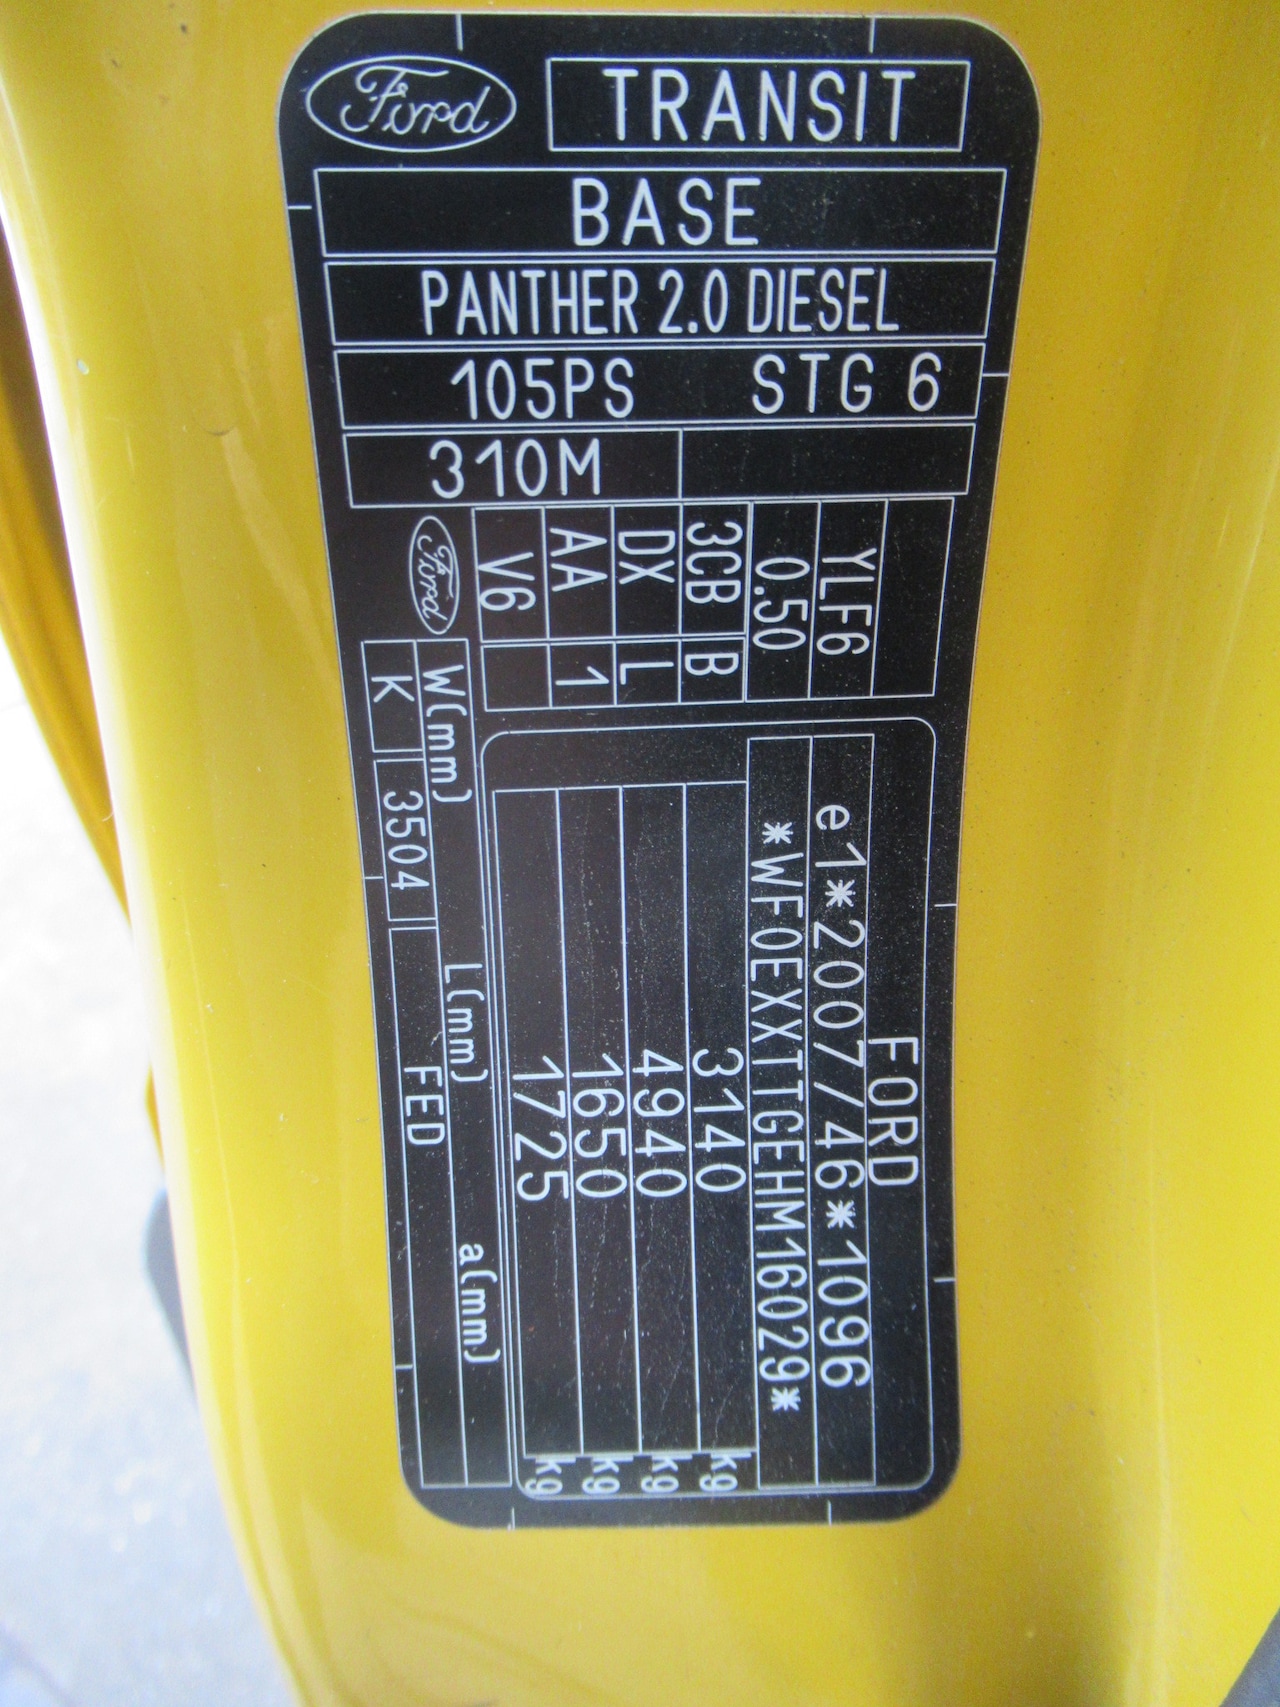 Ford TRANSIT
BASE
PANTHER 2.0 DIESEL
105PS STG 6
310M
YLF6
0.50
3CB B
DX L
AA 1
V6
Ford
FORD
e1*2007/46*1096
*WF0EXXTTGEHM16029*
3140 kg
4940 kg
1650 kg
1725 kg
W(mm) L(mm) a(mm)
K 3504 FED